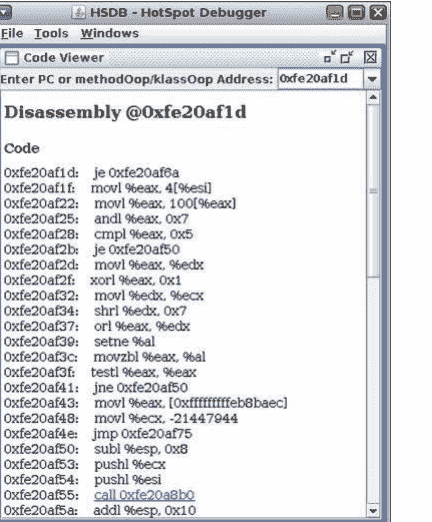 HSDB - HotSpot Debugger
File Tools Windows
Code Viewer
Enter PC or methodOop/klassOop Address: 0xfe20af1d
Disassembly @0xfe20af1d
Code
0xfe20af1d: je 0xfe20af6a
0xfe20af1f: movl %eax, 4[%esi]
0xfe20af22: movl %eax, 100[%eax]
0xfe20af25: andl %eax, 0x7
0xfe20af28: cmpl %eax, 0x5
0xfe20af2b: je 0xfe20af50
0xfe20af2d: movl %eax, %edx
0xfe20af2f: xorl %eax, 0x1
0xfe20af32: movl %edx, %ecx
0xfe20af34: shrl %edx, 0x7
0xfe20af37: orl %eax, %edx
0xfe20af39: setne %al
0xfe20af3c: movzbl %eax, %al
0xfe20af3f: testl %eax, %eax
0xfe20af41: jne 0xfe20af50
0xfe20af43: movl %eax, [0xffffffffeb8baec]
0xfe20af48: movl %ecx, -21447944
0xfe20af4e: jmp 0xfe20af75
0xfe20af50: subl %esp, 0x8
0xfe20af53: pushl %ecx
0xfe20af54: pushl %esi
0xfe20af55: call 0xfe20a8b0
0xfe20af5a: addl %esp, 0x10